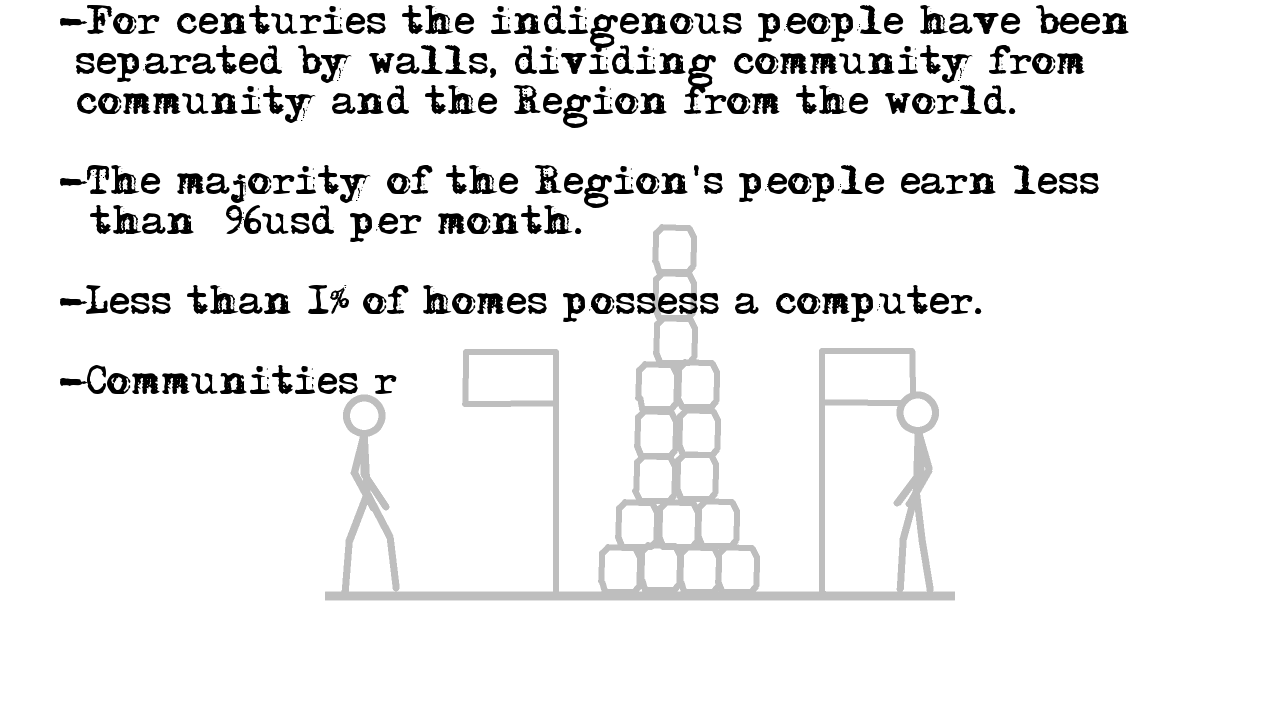 -For centuries the indigenous people have been
separated by walls, dividing community from
community and the Region from the world.
-The majority of the Region's people earn less
than 96usd per month.
-Less than 1% of homes possess a computer.
-Communities r